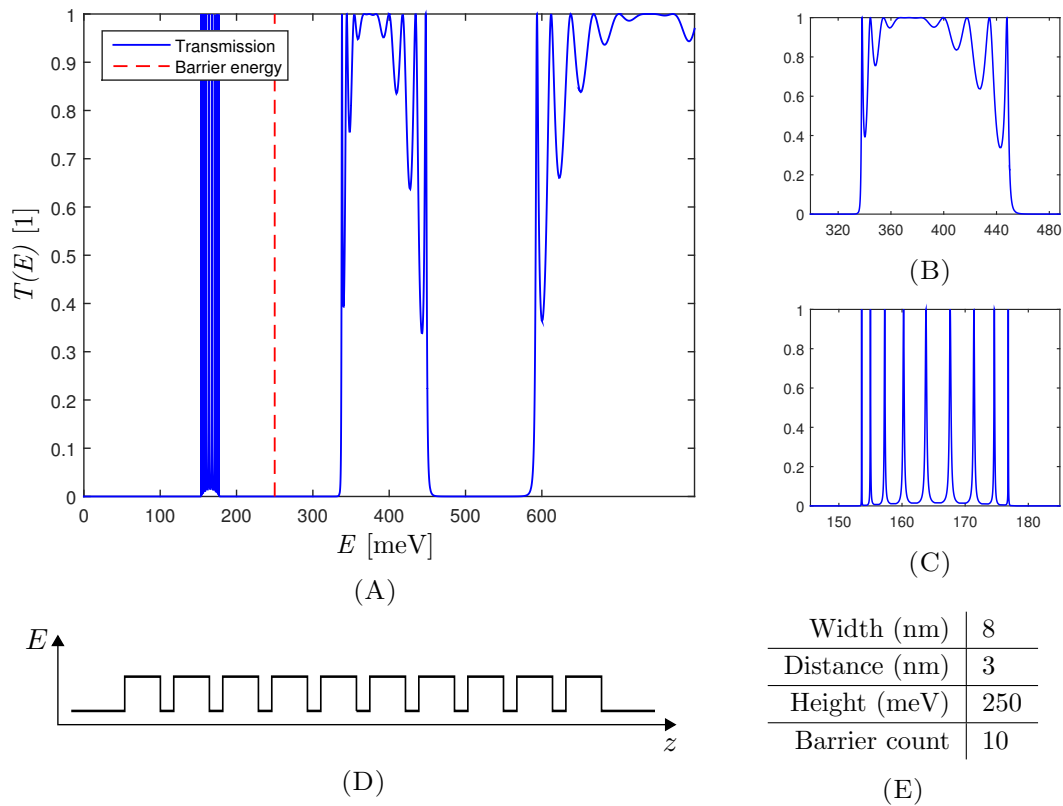 1
0.9
0.8
0.7
0.6
0.5
0.4
0.3
0.2
0.1
0
T(E) [1]
Transmission
Barrier energy
0 100 200 300 400 500 600
E [meV]
(A)
1
0.8
0.6
0.4
0.2
0
320 360 400 440 480
(B)
1
0.8
0.6
0.4
0.2
0
150 160 170 180
(C)
E
z
(D)
Width (nm) 8
Distance (nm) 3
Height (meV) 250
Barrier count 10
(E)